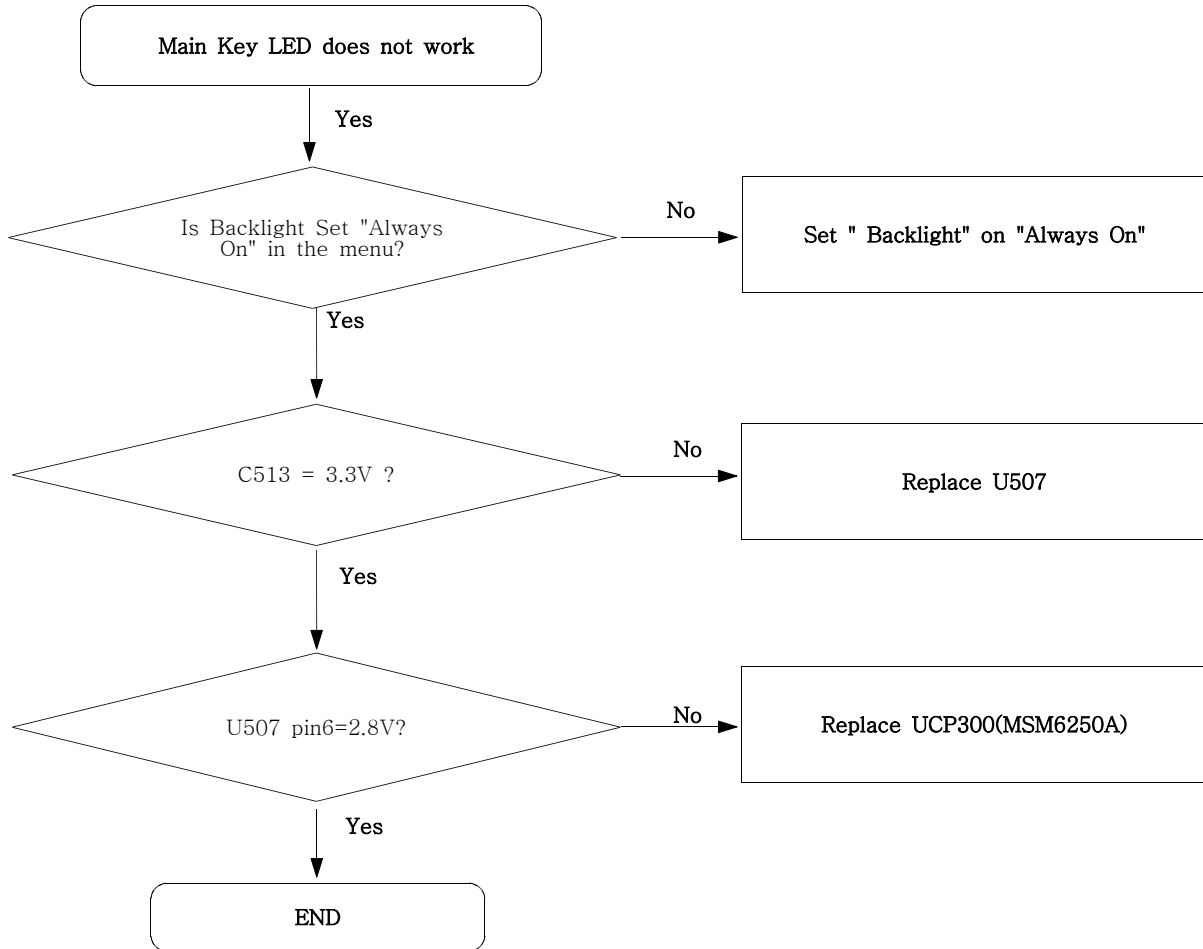 Main Key LED does not work
Yes
Is Backlight Set "Always
On" in the menu?
No
Set " Backlight" on "Always On"
Yes
C513 = 3.3V ?
No
Replace U507
Yes
U507 pin6=2.8V?
No
Replace UCP300(MSM6250A)
Yes
END